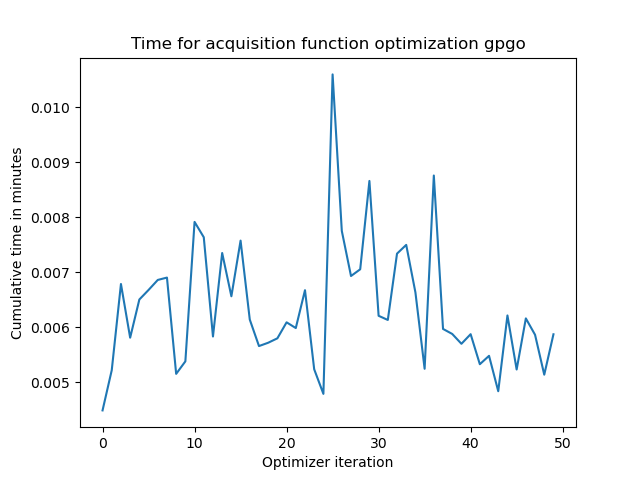 Time for acquisition function optimization gpgo
Cumulative time in minutes
0.010
0.009
0.008
0.007
0.006
0.005
0 10 20 30 40 50
Optimizer iteration